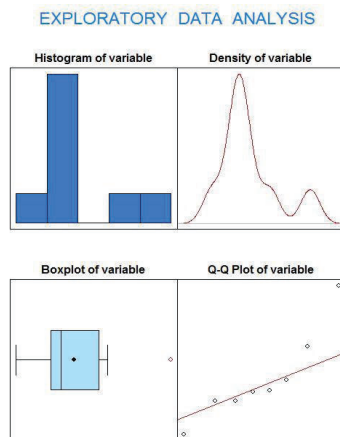 EXPLORATORY DATA ANALYSIS
Histogram of variable
Density of variable
Boxplot of variable
Q-Q Plot of variable